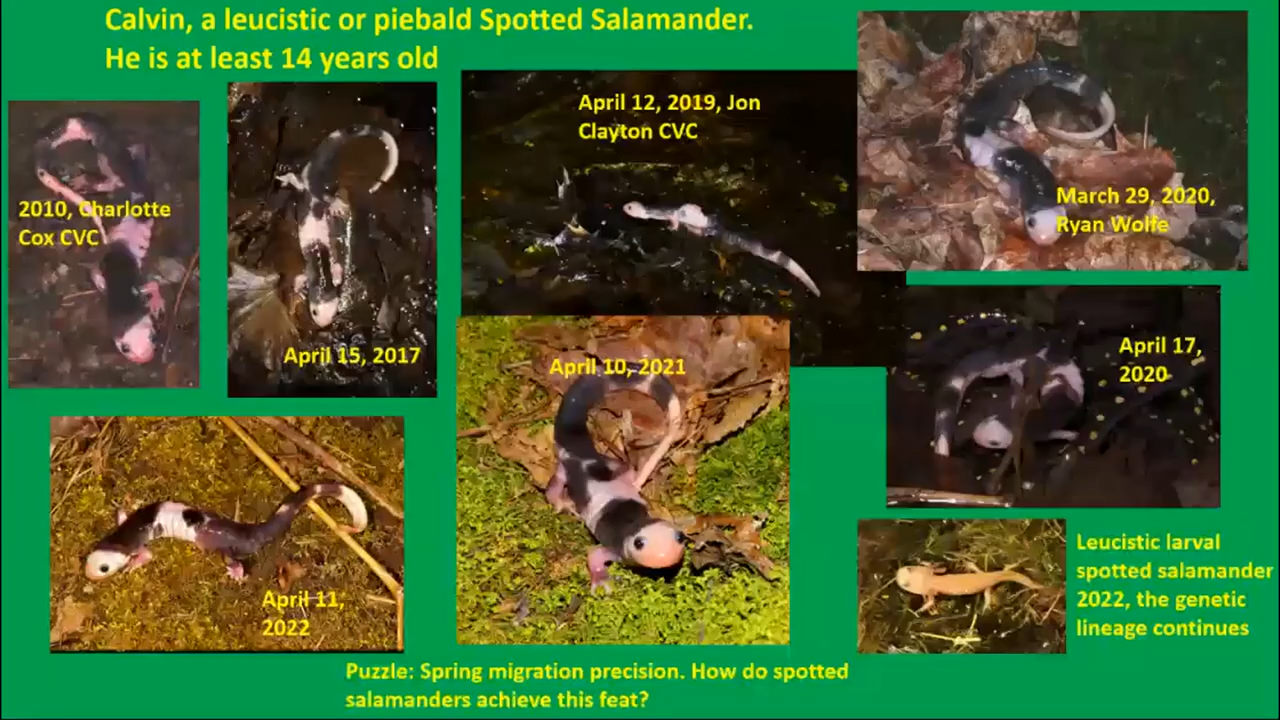 Calvin, a leucistic or piebald Spotted Salamander.
He is at least 14 years old
2010, Charlotte
Cox CVC
April 15, 2017
April 12, 2019, Jon
Clayton CVC
March 29, 2020,
Ryan Wolfe
April 17,
2020
April 10, 2021
April 11,
2022
Leucistic larval
spotted salamander
2022, the genetic
lineage continues
Puzzle: Spring migration precision. How do spotted
salamanders achieve this feat?